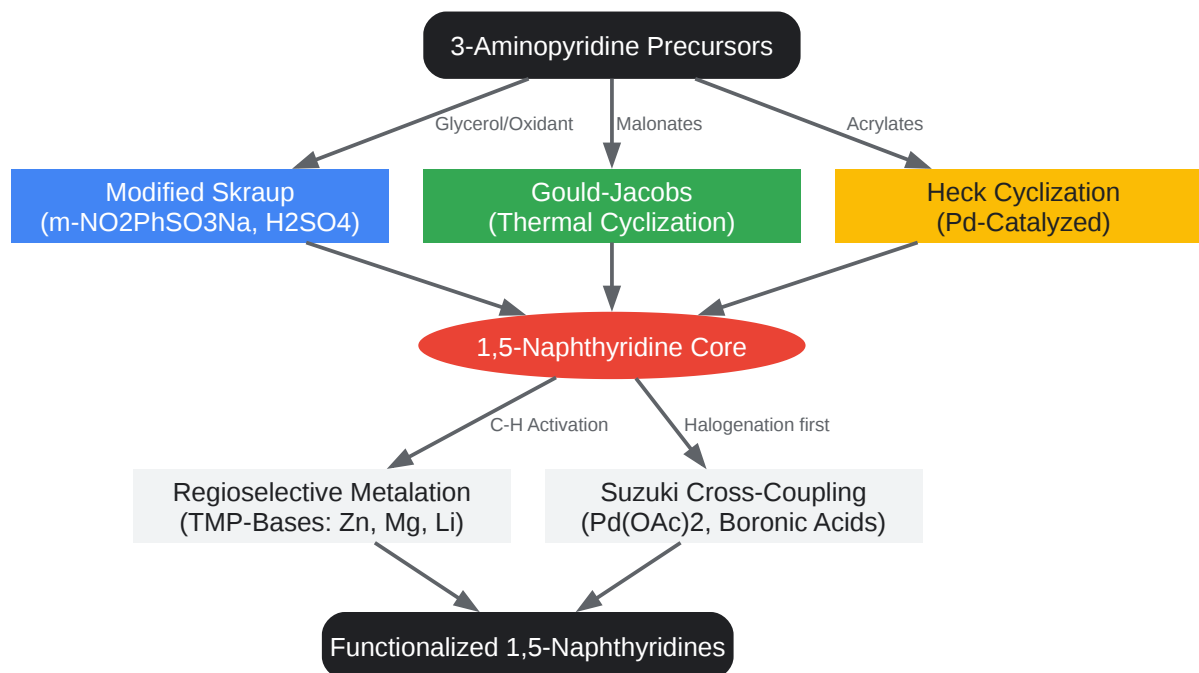 3-Aminopyridine Precursors
Glycerol/Oxidant
Malonates
Acrylates
Modified Skraup
(m-NO2PhSO3Na, H2SO4)
Gould-Jacobs
(Thermal Cyclization)
Heck Cyclization
(Pd-Catalyzed)
1,5-Naphthyridine Core
C-H Activation
Halogenation first
Regioselective Metalation
(TMP-Bases: Zn, Mg, Li)
Suzuki Cross-Coupling
(Pd(OAc)2, Boronic Acids)
Functionalized 1,5-Naphthyridines